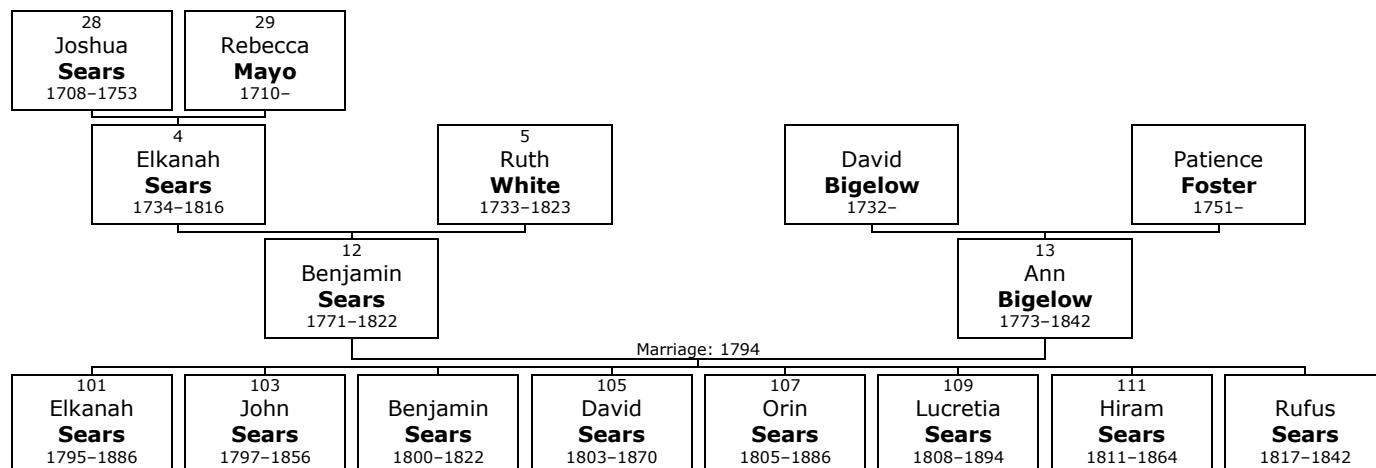 28
Joshua
Sears
1708–1753
29
Rebecca
Mayo
1710–
4
Elkanah
Sears
1734–1816
5
Ruth
White
1733–1823
David
Bigelow
1732–
Patience
Foster
1751–
12
Benjamin
Sears
1771–1822
13
Ann
Bigelow
1773–1842
Marriage: 1794
101
Elkanah
Sears
1795–1886
103
John
Sears
1797–1856
Benjamin
Sears
1800–1822
105
David
Sears
1803–1870
107
Orin
Sears
1805–1886
109
Lucretia
Sears
1808–1894
111
Hiram
Sears
1811–1864
Rufus
Sears
1817–1842